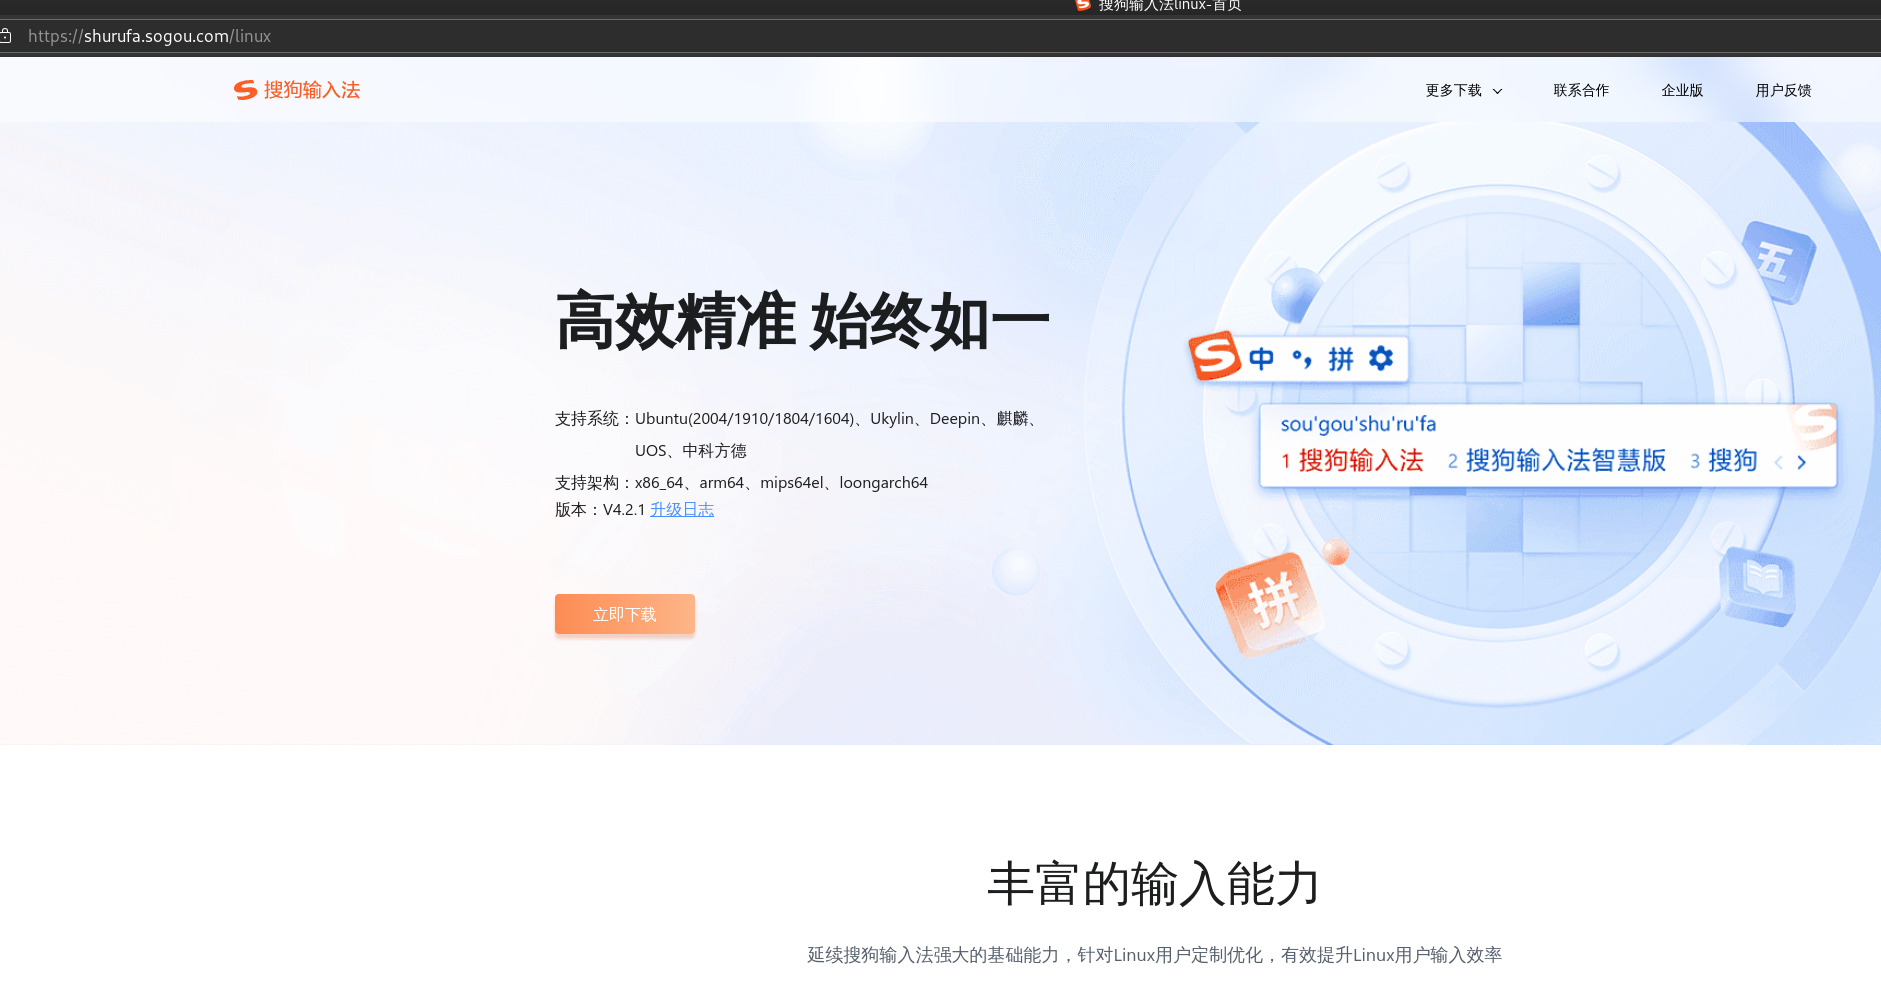 搜狗输入法linux-首页
https://shurufa.sogou.com/linux
搜狗输入法
更多下载
联系合作
企业版
用户反馈
高效精准 始终如一
支持系统：Ubuntu(2004/1910/1804/1604)、Ukylin、Deepin、麒麟、
UOS、中科方德
支持架构：x86_64、arm64、mips64el、loongarch64
版本：V4.2.1 升级日志
立即下载
五
中 °, 拼
sou'gou'shu'ru'fa
1 搜狗输入法 2 搜狗输入法智慧版 3 搜狗
拼
丰富的输入能力
延续搜狗输入法强大的基础能力，针对Linux用户定制优化，有效提升Linux用户输入效率